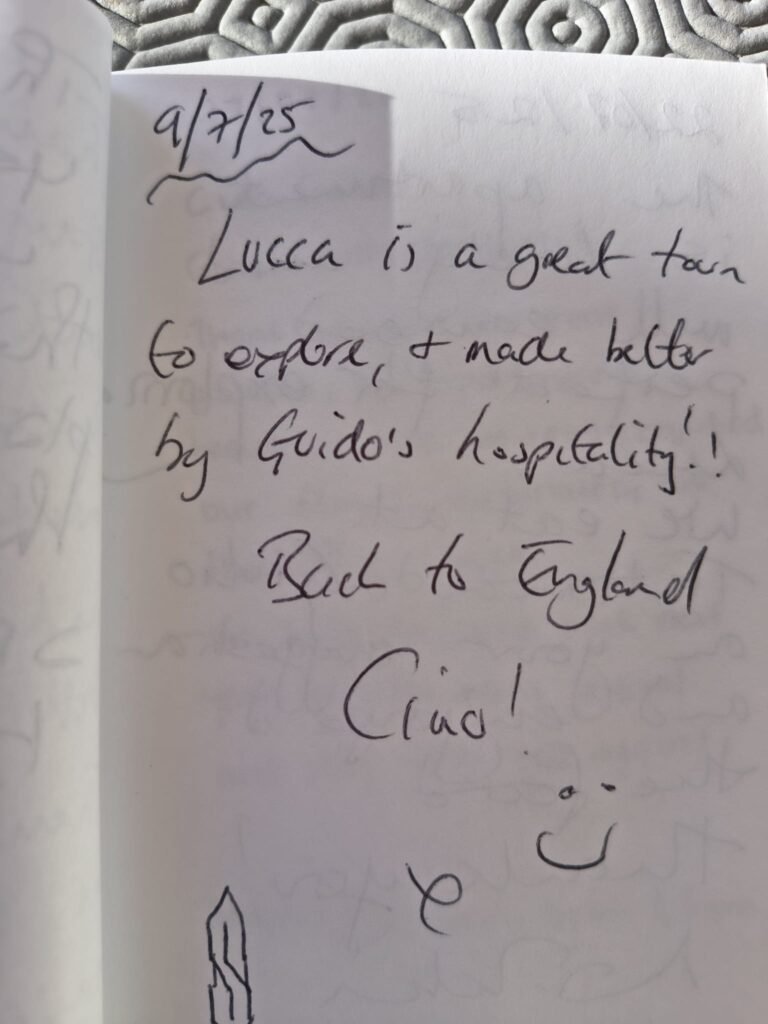 9/7/25
Lucca is a great town
to explore, & made better
by Guido's hospitality!!
Back to England
Ciao!